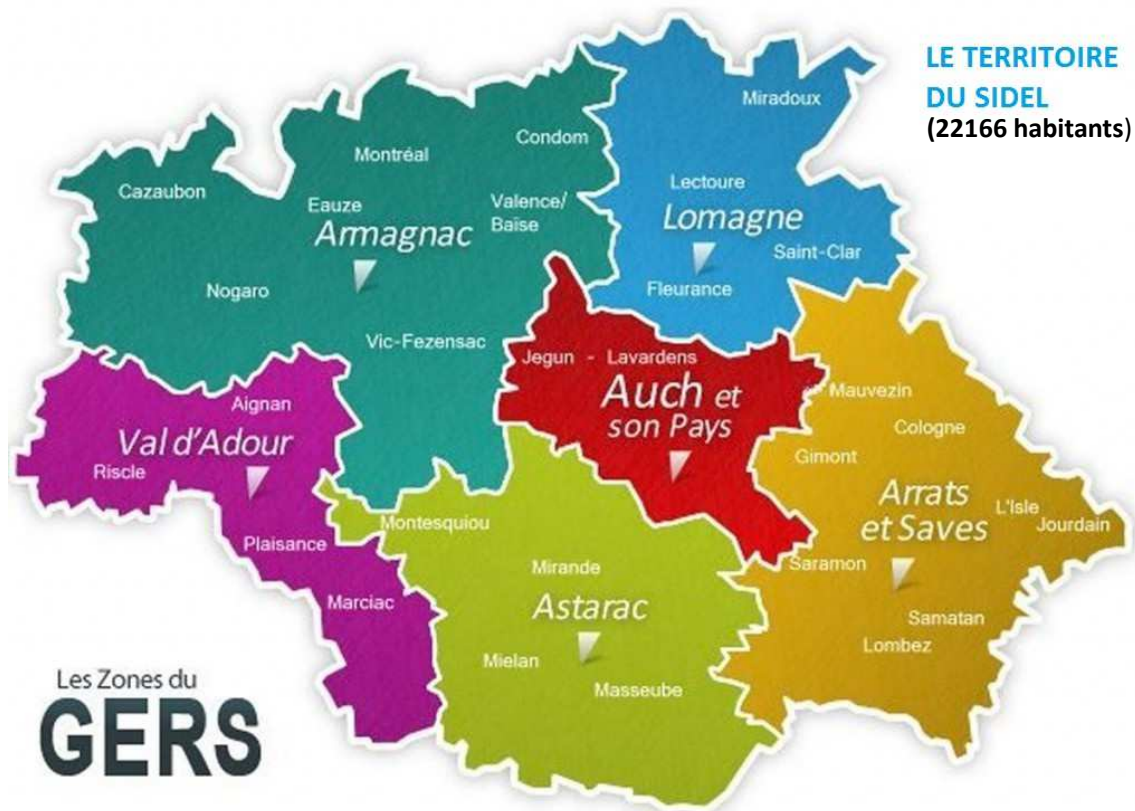 LE TERRITOIRE
DU SIDEL
(22166 habitants)
Miradoux
Condom
Montréal
Cazaubon
Lectoure
Eauze
Valence/
Baïse
Armagnac
Lomagne
Saint-Clar
Nogaro
Fleurance
Vic-Fezensac
Jegun - Lavardens
Auch et
son Pays
Mauvezin
Aignan
Cologne
Val d'Adour
Riscle
Gimont
Arrats
et Saves
L'Isle
Jourdain
Montesquiou
Plaisance
Mirande
Saramon
Astarac
Marciac
Samatan
Lombez
Mielan
Masseube
Les Zones du
GERS